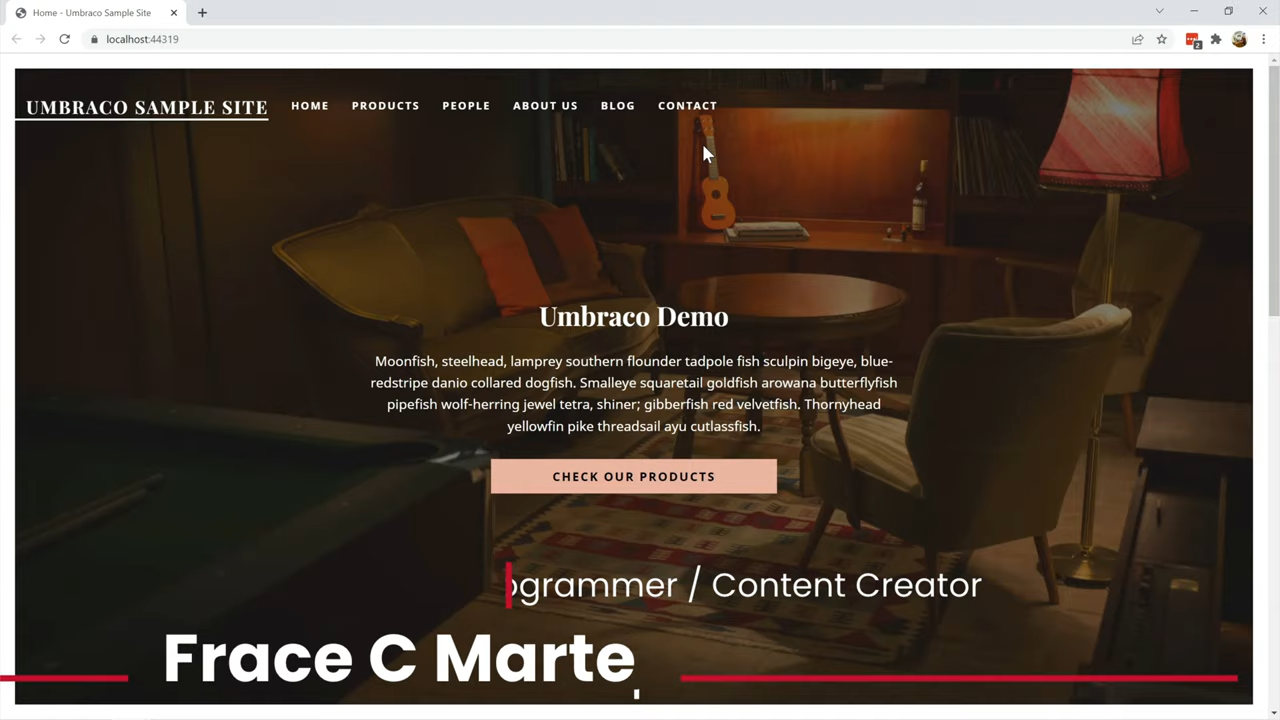 Home - Umbraco Sample Site
localhost:44319
2
UMBRACO SAMPLE SITE HOME PRODUCTS PEOPLE ABOUT US BLOG CONTACT
Umbraco Demo
Moonfish, steelhead, lamprey southern flounder tadpole fish sculpin bigeye, blue-
redstripe danio collared dogfish. Smalleye squaretail goldfish arowana butterflyfish
pipefish wolf-herring jewel tetra, shiner; gibberfish red velvetfish. Thornyhead
yellowfin pike threadsail ayu cutlassfish.
CHECK OUR PRODUCTS
ogrammer / Content Creator
Frace C Marte